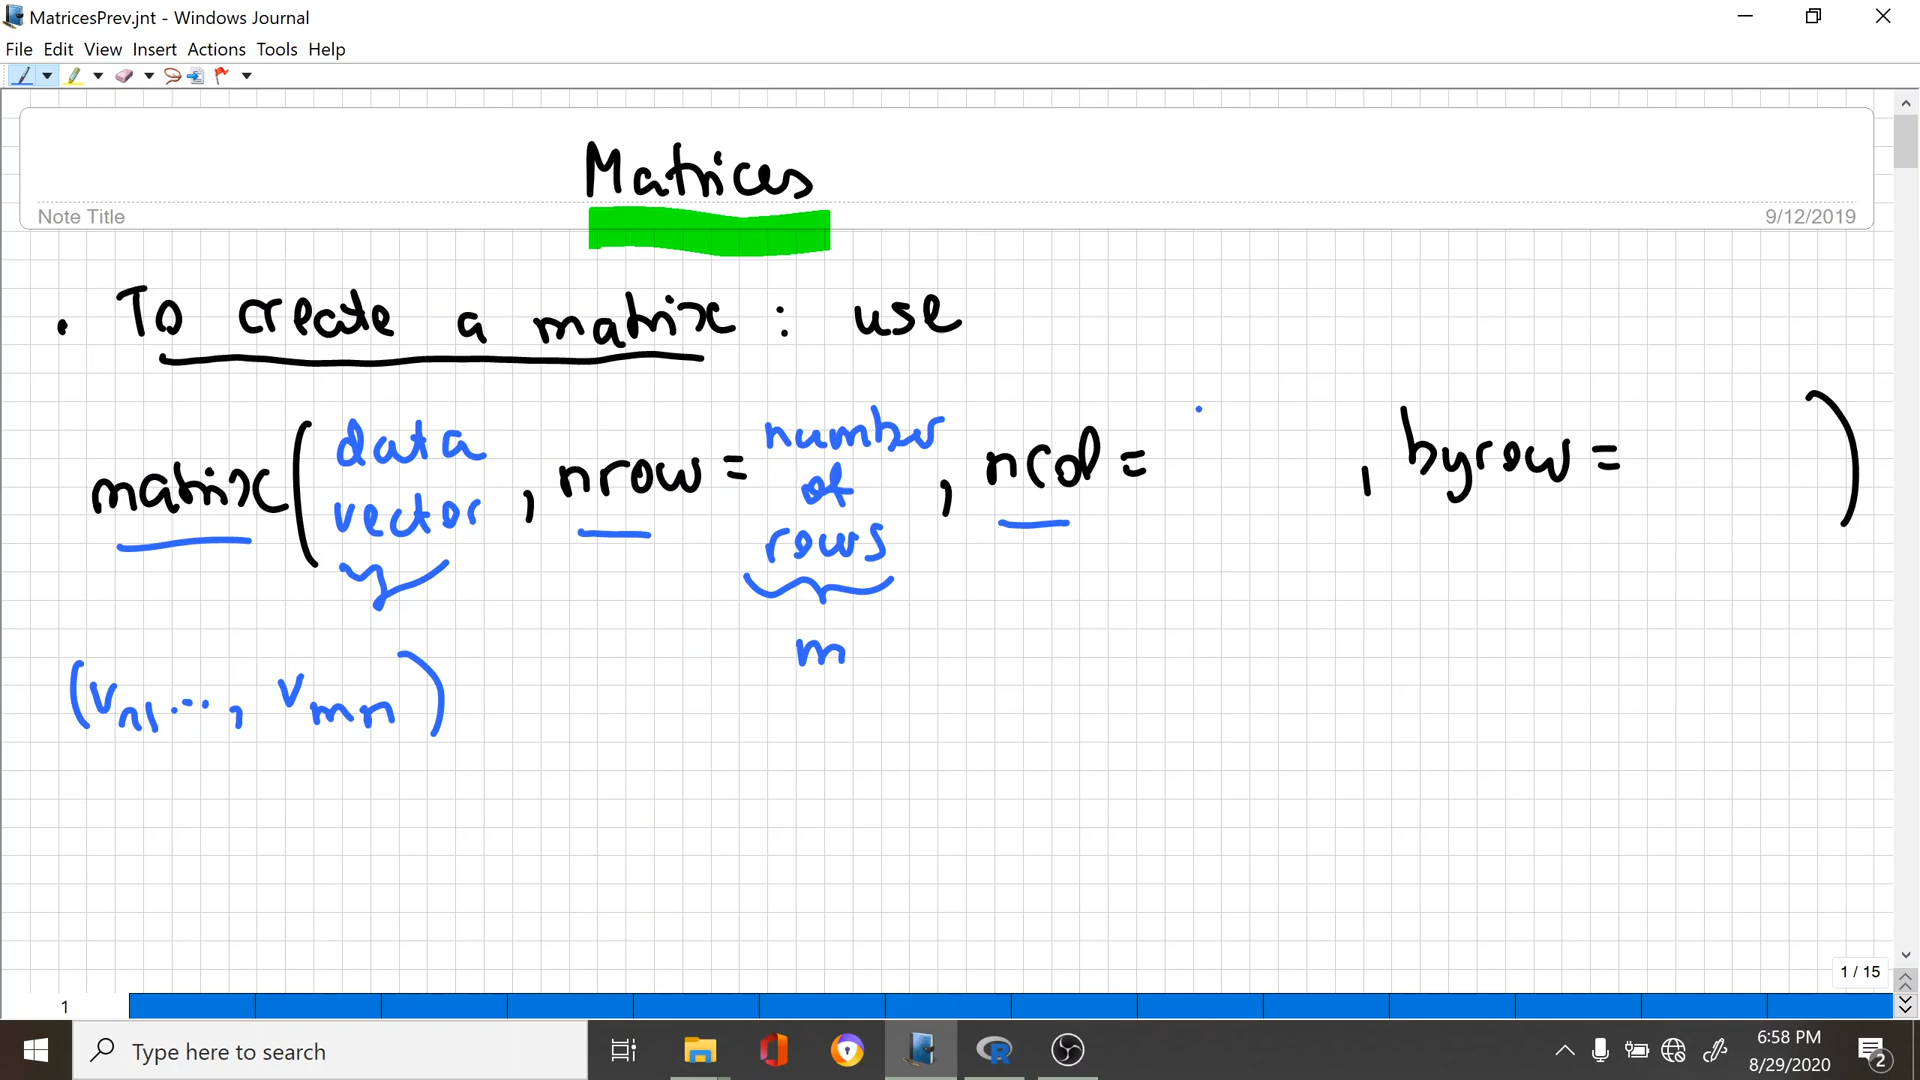 MatricesPrev.jnt - Windows Journal
File Edit View Insert Actions Tools Help
Matrices
Note Title
9/12/2019
. To create a matrix : use
matrix ( data vector , nrow = number of rows , ncol = , byrow = )
m
(v11, ..., vmn)
1 / 15
1
Type here to search
6:58 PM
8/29/2020
2